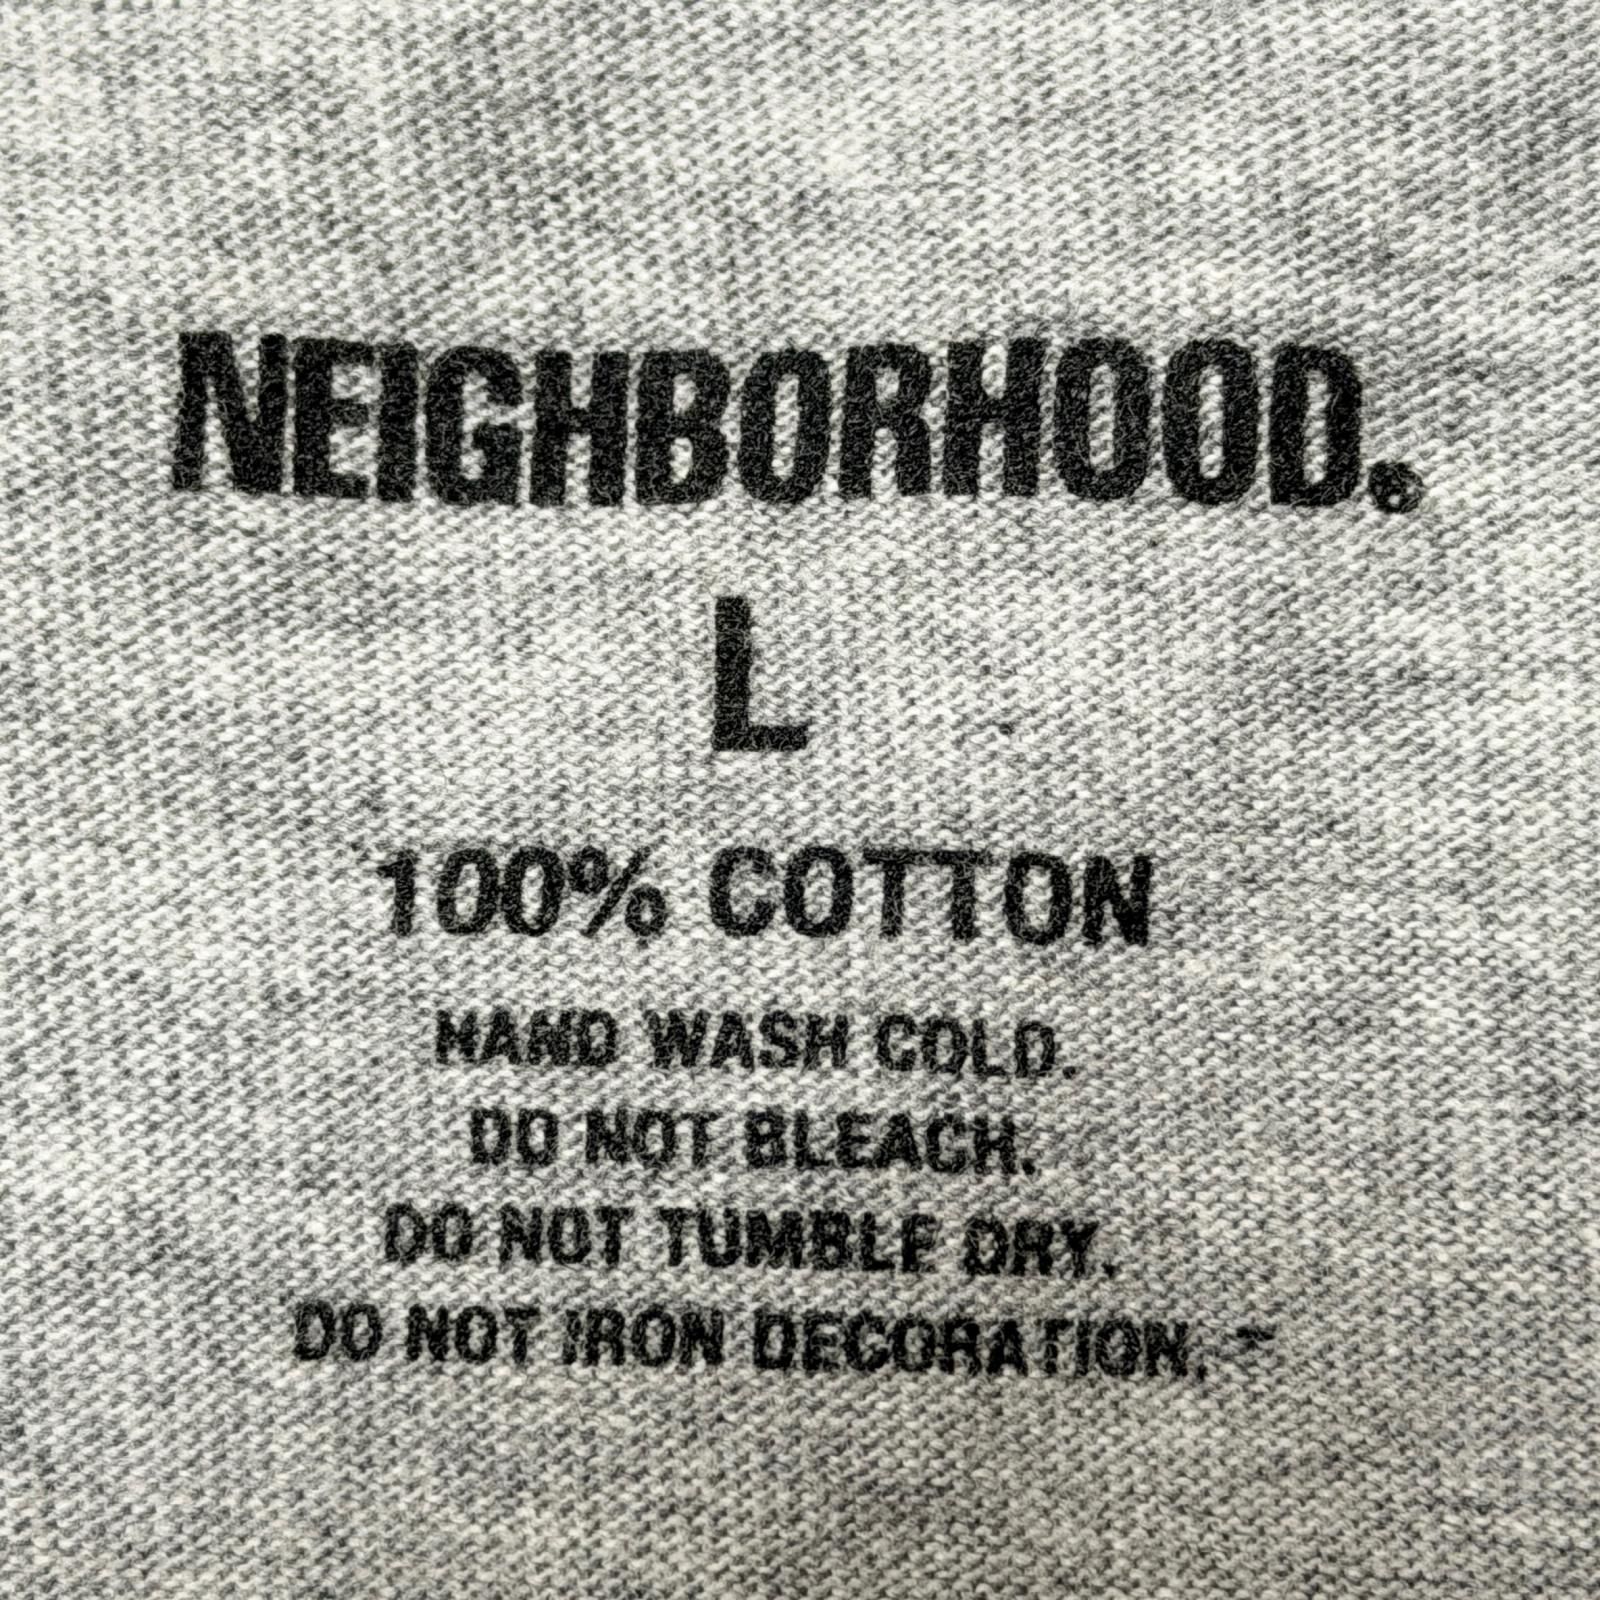 NEIGHBORHOOD®
L
100% COTTON
HAND WASH COLD.
DO NOT BLEACH.
DO NOT TUMBLE DRY.
DO NOT IRON DECORATION.